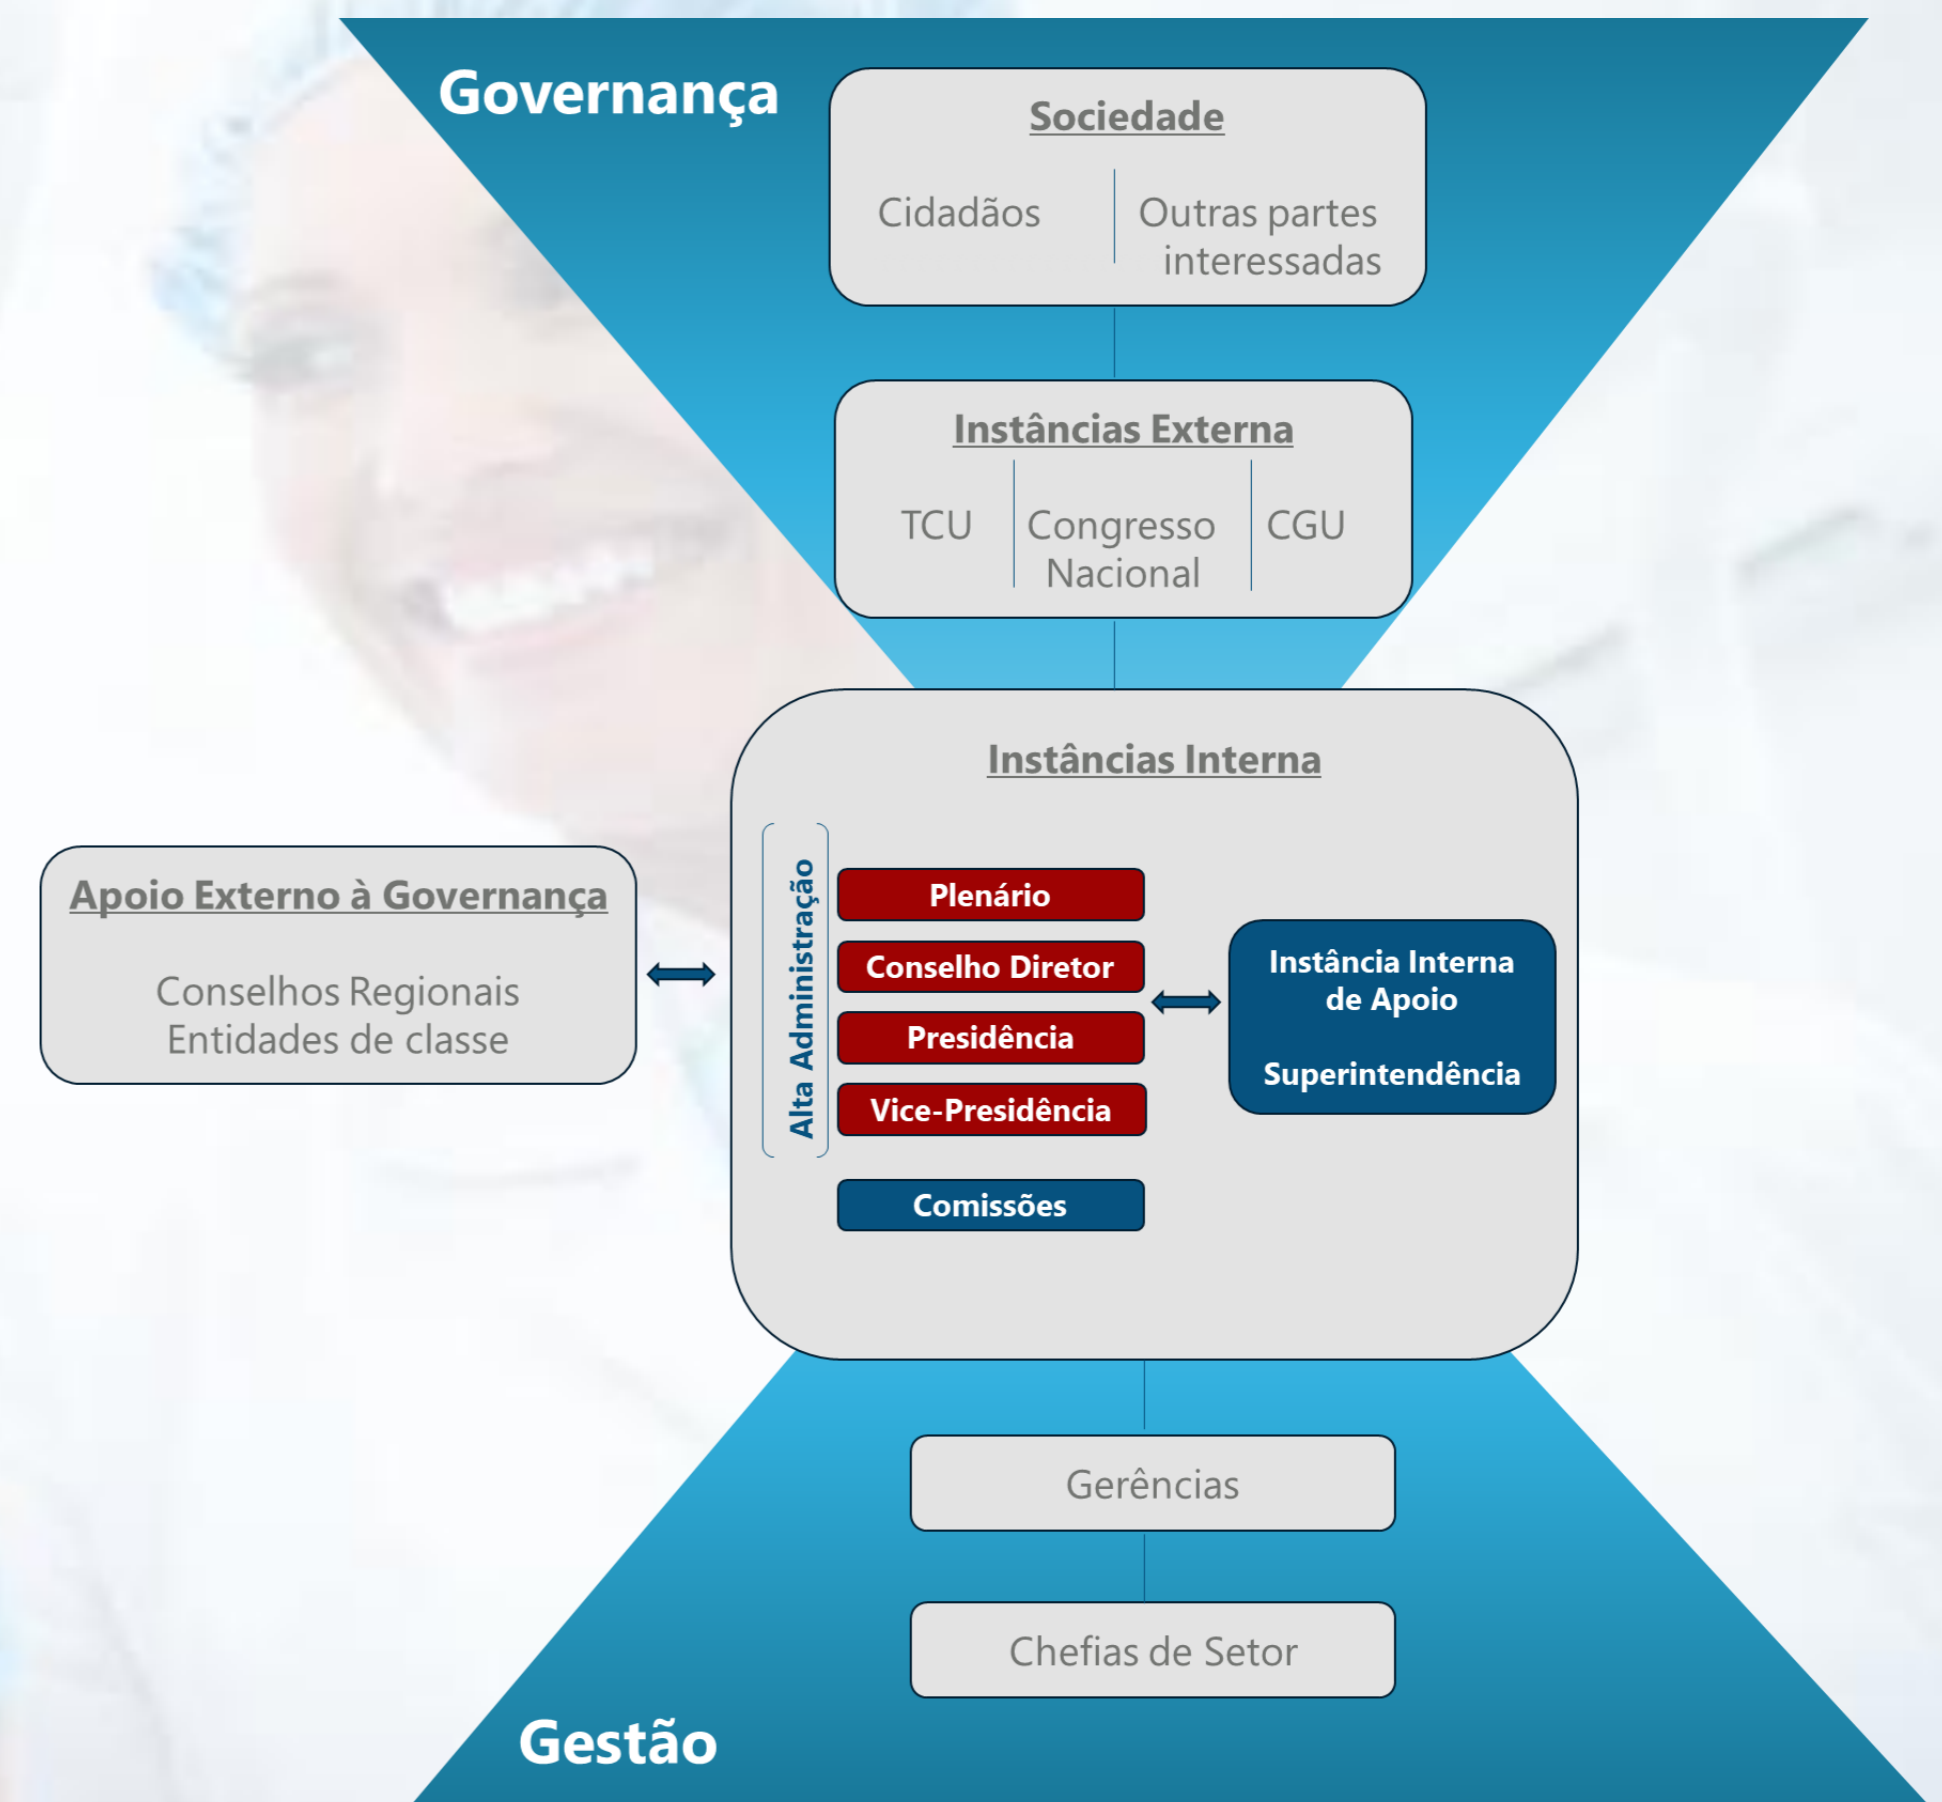 Governança
Sociedade
Cidadãos
Outras partes
interessadas
Instâncias Externa
TCU
Congresso
Nacional
CGU
Instâncias Interna
Apoio Externo à Governança
Conselhos Regionais
Entidades de classe
Alta Administração
Plenário
Conselho Diretor
Presidência
Vice-Presidência
Comissões
Instância Interna
de Apoio
Superintendência
Gerências
Chefias de Setor
Gestão